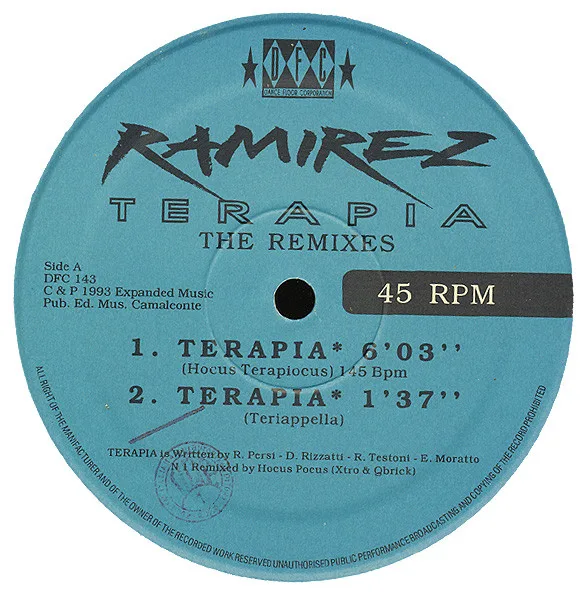 DFC
DANCE FLOOR CORPORATION
RAMIREZ
TERAPIA
THE REMIXES
Side A
DFC 143
C & P 1993 Expanded Music
Pub. Ed. Mus. Camalconte
45 RPM
1. TERAPIA* 6'03''
(Hocus Terapiocus) 145 Bpm
2. TERAPIA* 1'37''
(Teriappella)
TERAPIA is Written by R. Persi - D. Rizzatti - R. Testoni - E. Moratto
N 1 Remixed by Hocus Pocus (Xtro & Qbrick)
ALL RIGHT OF THE MANUFACTURER AND OF THE OWNER OF THE RECORDED WORK RESERVED UNAUTHORISED PUBLIC PERFORMANCE BROADCASTING AND COPYING OF THE RECORD PROHIBITED